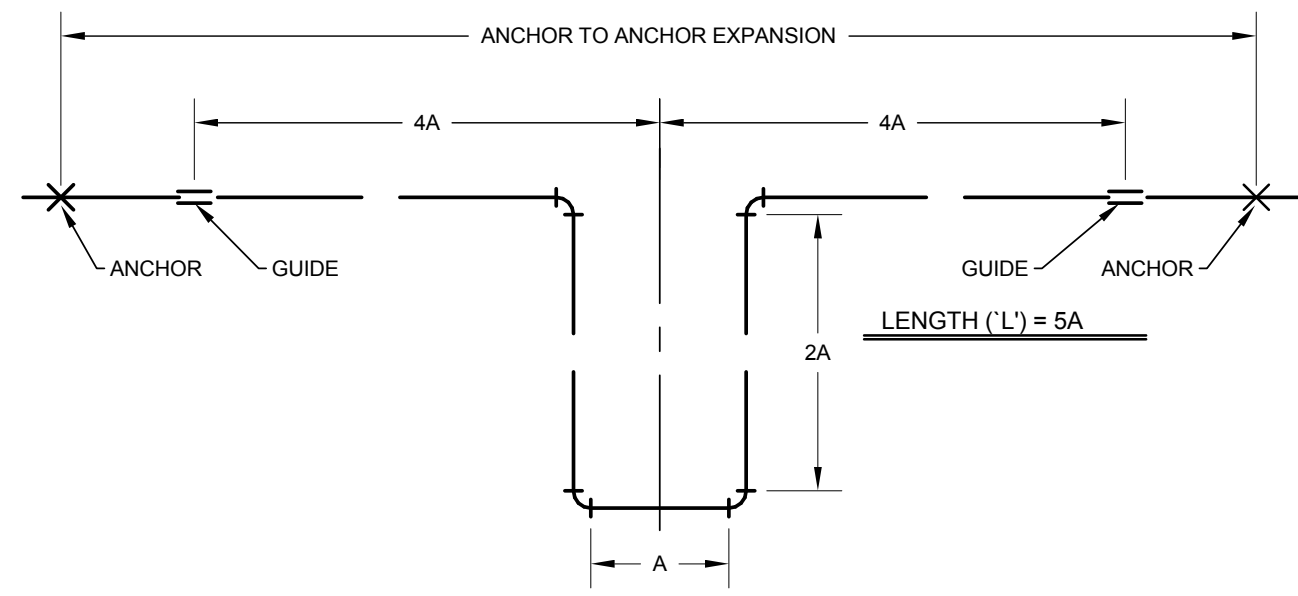 ANCHOR TO ANCHOR EXPANSION
4A
4A
ANCHOR
GUIDE
GUIDE
ANCHOR
LENGTH (`L') = 5A
2A
A